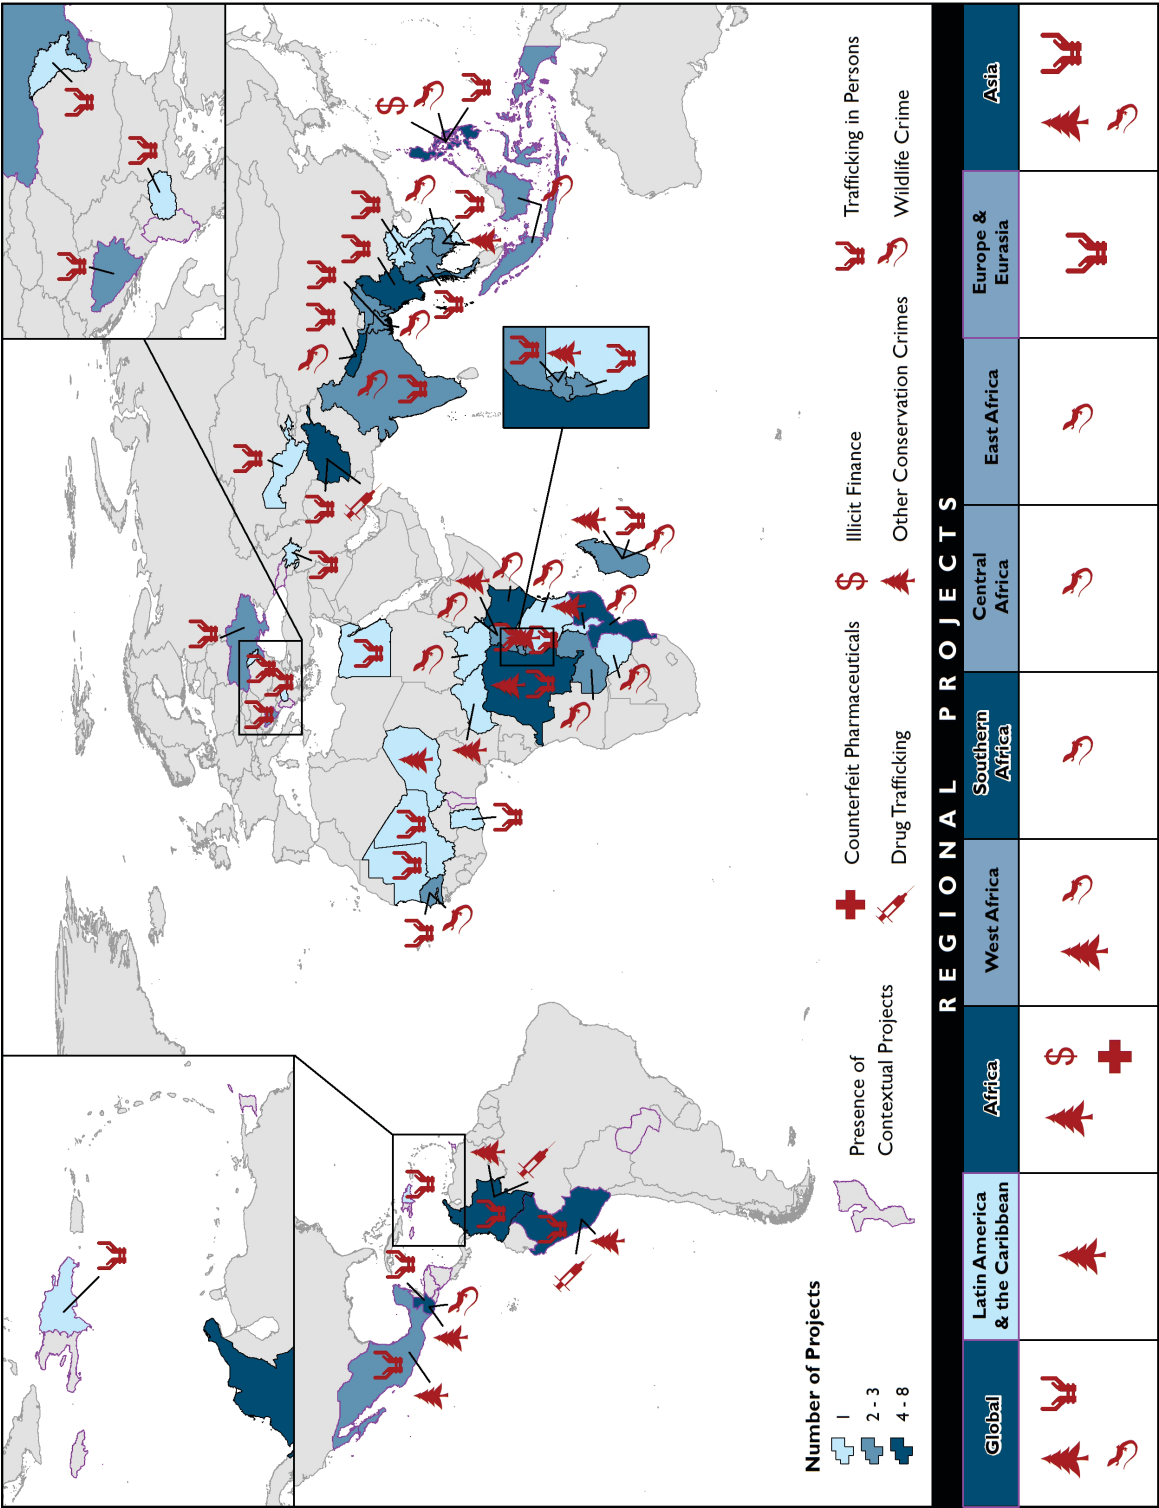 Number of Projects
1
2 - 3
4 - 8
Presence of
Contextual Projects
Counterfeit Pharmaceuticals
Drug Trafficking
$ Illicit Finance
Other Conservation Crimes
Trafficking in Persons
Wildlife Crime
$
REGIONAL PROJECTS
Global
Latin America
& the Caribbean
Africa
West Africa
Southern
Africa
Central
Africa
East Africa
Europe &
Eurasia
Asia
$